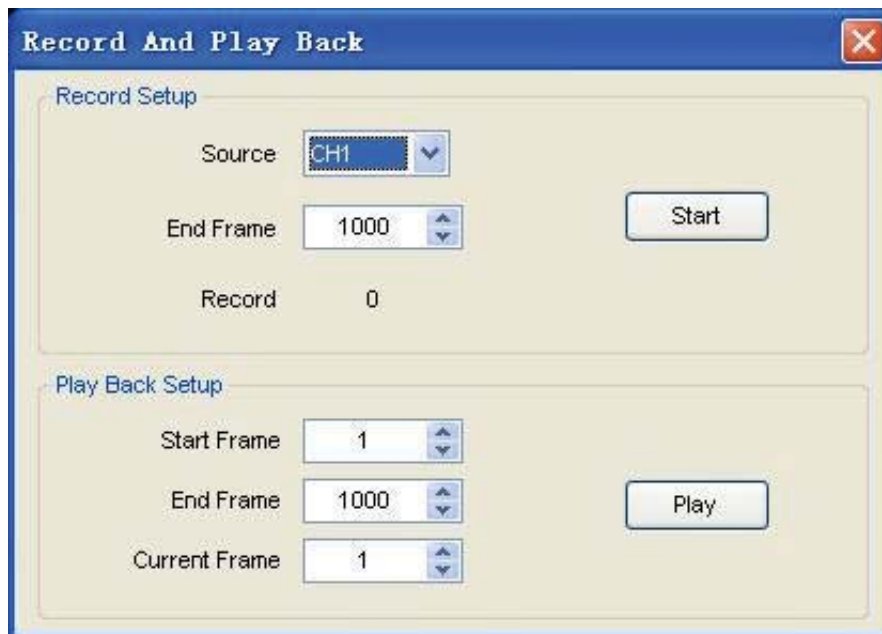 Record And Play Back
Record Setup
Source CH1
End Frame 1000
Start
Record 0
Play Back Setup
Start Frame 1
End Frame 1000
Play
Current Frame 1